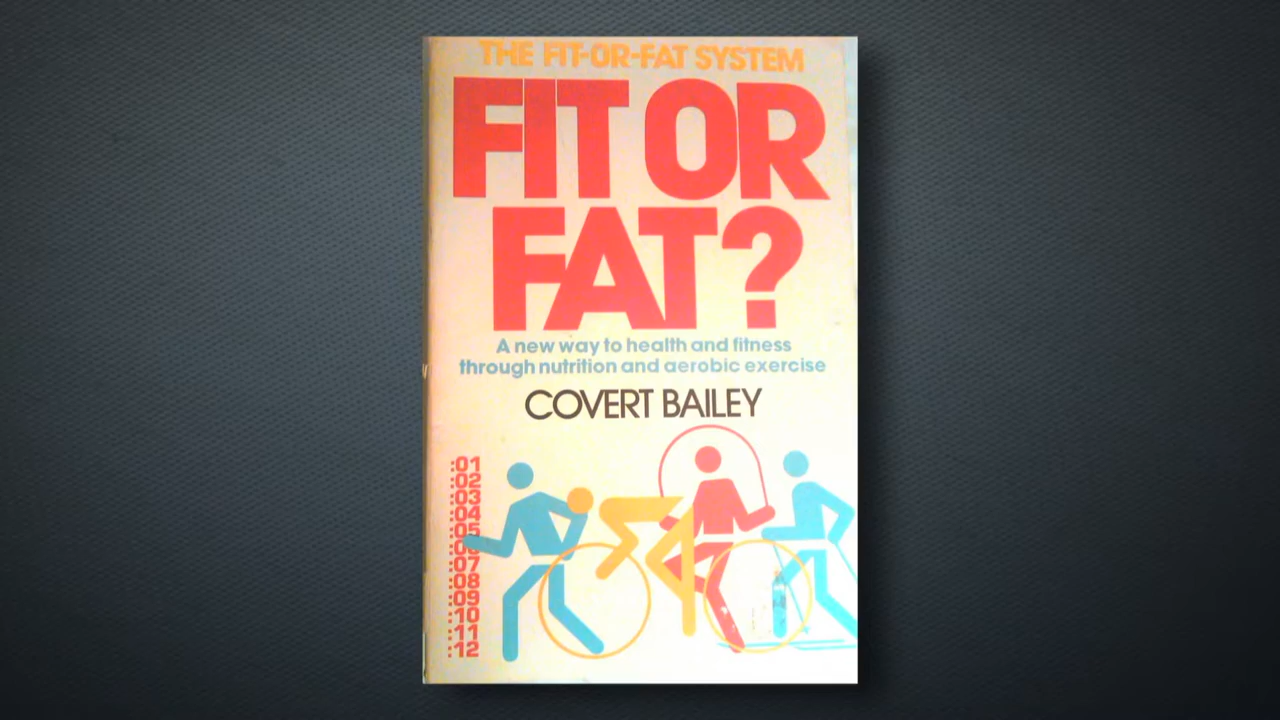 THE FIT-OR-FAT SYSTEM
FIT OR
FAT?
A new way to health and fitness
through nutrition and aerobic exercise
COVERT BAILEY
:01
:02
:03
:04
:05
:06
:07
:08
:09
:10
:11
:12